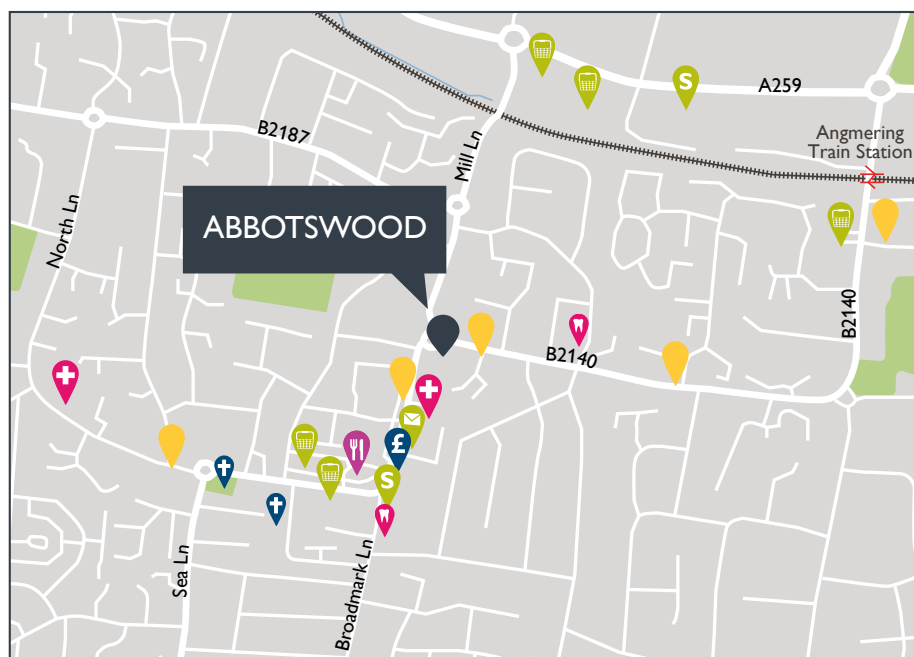 A259
Angmering
Train Station
B2187
Mill Ln
ABBOTSWOOD
North Ln
B2140
B2140
S
£
S
Sea Ln
Broadmark Ln